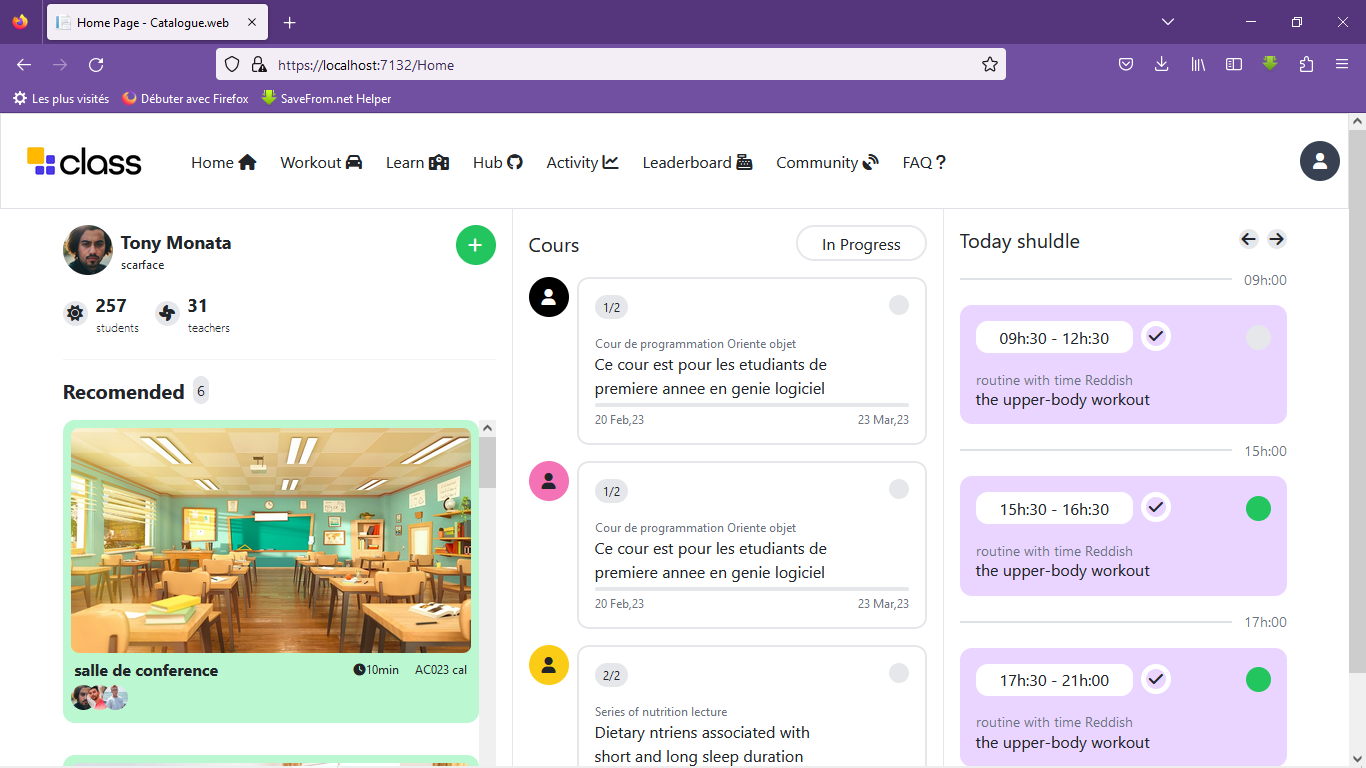 Home Page - Catalogue.web
https://localhost:7132/Home
Les plus visités
Débuter avec Firefox
SaveFrom.net Helper
class
Home
Workout
Learn
Hub
Activity
Leaderboard
Community
FAQ ?
Tony Monata
scarface
257
students
31
teachers
Recomended 6
salle de conference
10min
AC023 cal
Cours
In Progress
1/2
Cour de programmation Oriente objet
Ce cour est pour les etudiants de
premiere annee en genie logiciel
20 Feb,23
23 Mar,23
1/2
Cour de programmation Oriente objet
Ce cour est pour les etudiants de
premiere annee en genie logiciel
20 Feb,23
23 Mar,23
2/2
Series of nutrition lecture
Dietary ntriens associated with
short and long sleep duration
Today shuldle
09h:00
09h:30 - 12h:30
routine with time Reddish
the upper-body workout
15h:00
15h:30 - 16h:30
routine with time Reddish
the upper-body workout
17h:00
17h:30 - 21h:00
routine with time Reddish
the upper-body workout